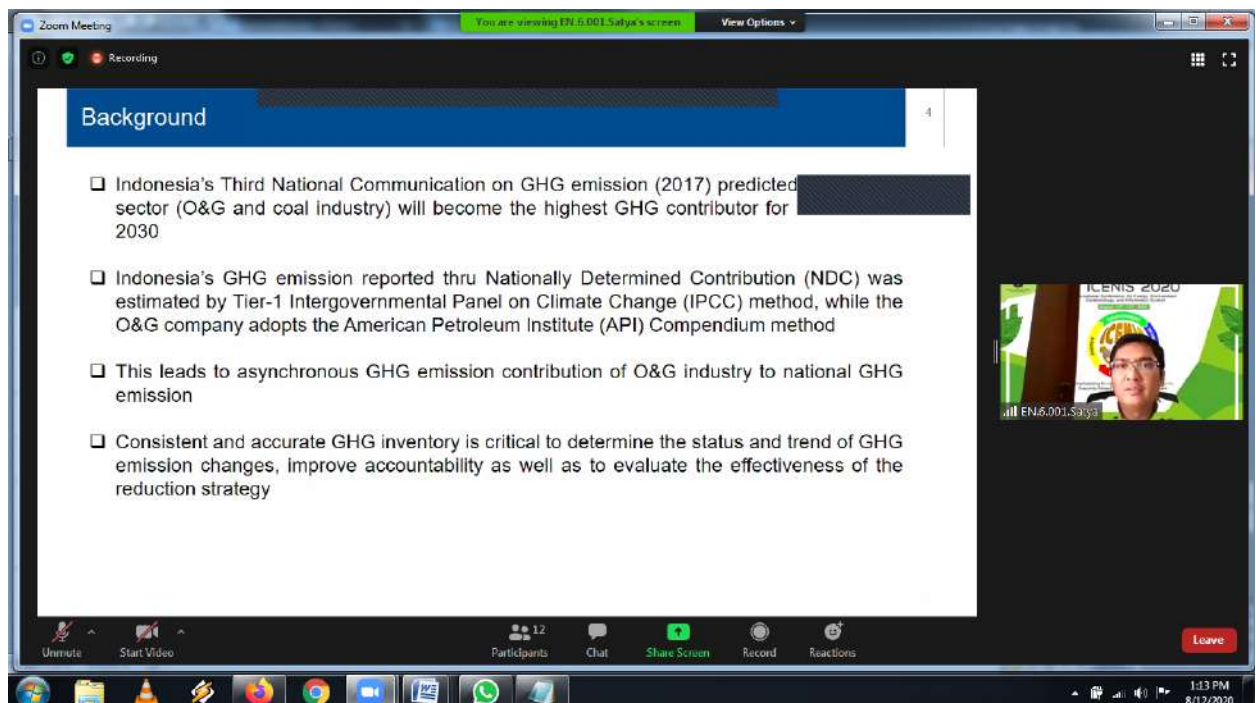 Zoom Meeting
You are viewing EN.6.001.Satya's screen
View Options
Recording
Background
4
Indonesia's Third National Communication on GHG emission (2017) predicted
sector (O&G and coal industry) will become the highest GHG contributor for
2030
Indonesia's GHG emission reported thru Nationally Determined Contribution (NDC) was
estimated by Tier-1 Intergovernmental Panel on Climate Change (IPCC) method, while the
O&G company adopts the American Petroleum Institute (API) Compendium method
This leads to asynchronous GHG emission contribution of O&G industry to national GHG
emission
Consistent and accurate GHG inventory is critical to determine the status and trend of GHG
emission changes, improve accountability as well as to evaluate the effectiveness of the
reduction strategy
ICENIS 2020
EN.6.001.Satya
Unmute
Start Video
12
Participants
Chat
Share Screen
Record
Reactions
Leave
1:13 PM
8/12/2020